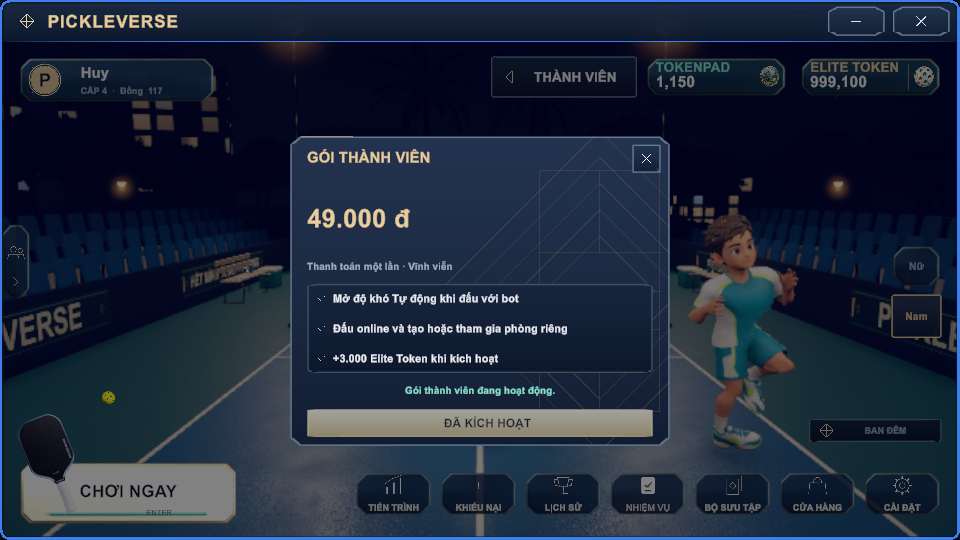 PICKLEVERSE
P
Huy
CẤP 4 · Đồng 117
THÀNH VIÊN
TOKENPAD
1,150
ELITE TOKEN
999,100
GÓI THÀNH VIÊN
49.000 đ
Thanh toán một lần · Vĩnh viễn
Mở độ khó Tự động khi đấu với bot
Đấu online và tạo hoặc tham gia phòng riêng
+3.000 Elite Token khi kích hoạt
Gói thành viên đang hoạt động.
ĐÃ KÍCH HOẠT
Nữ
Nam
VERSE
BAN ĐÊM
CHƠI NGAY
ENTER
TIẾN TRÌNH
KHIẾU NẠI
LỊCH SỬ
NHIỆM VỤ
BỘ SƯU TẬP
CỬA HÀNG
CÀI ĐẶT